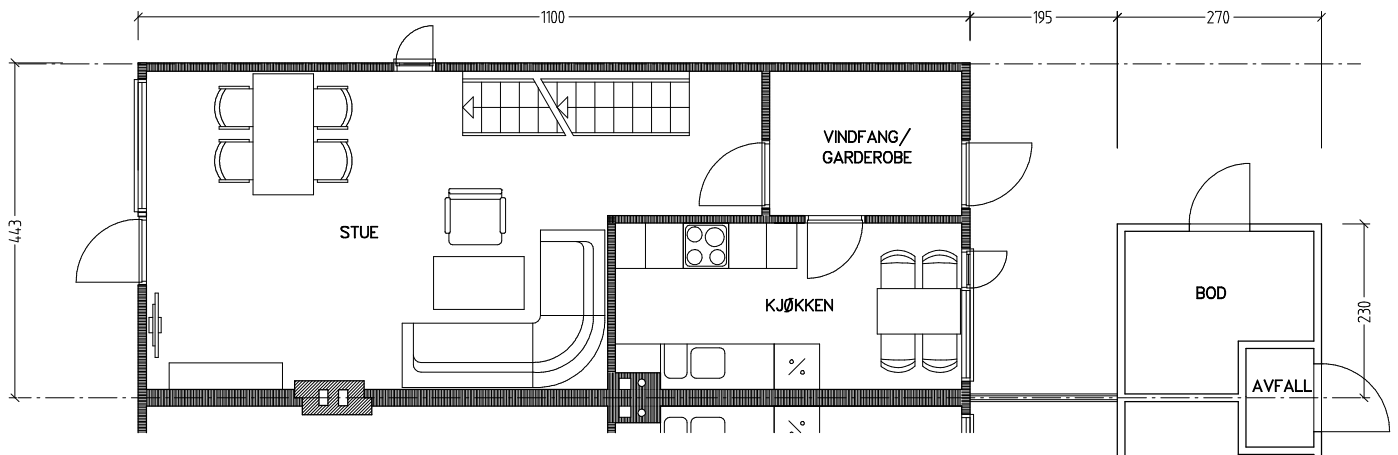 1100
195
270
VINDFANG/
GARDEROBE
443
STUE
BOD
KJØKKEN
230
AVFALL